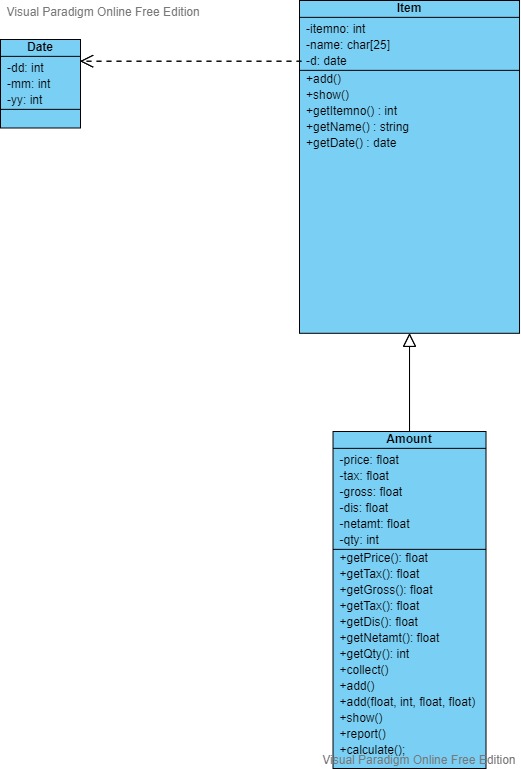 Visual Paradigm Online Free Edition
Item
-itemno: int
-name: char[25]
-d: date
+add()
+show()
+getItemno() : int
+getName() : string
+getDate() : date
Date
-dd: int
-mm: int
-yy: int
Amount
-price: float
-tax: float
-gross: float
-dis: float
-netamt: float
-qty: int
+getPrice(): float
+getTax(): float
+getGross(): float
+getTax(): float
+getDis(): float
+getNetamt(): float
+getQty(): int
+collect()
+add()
+add(float, int, float, float)
+show()
+report()
+calculate();
Visual Paradigm Online Free Edition